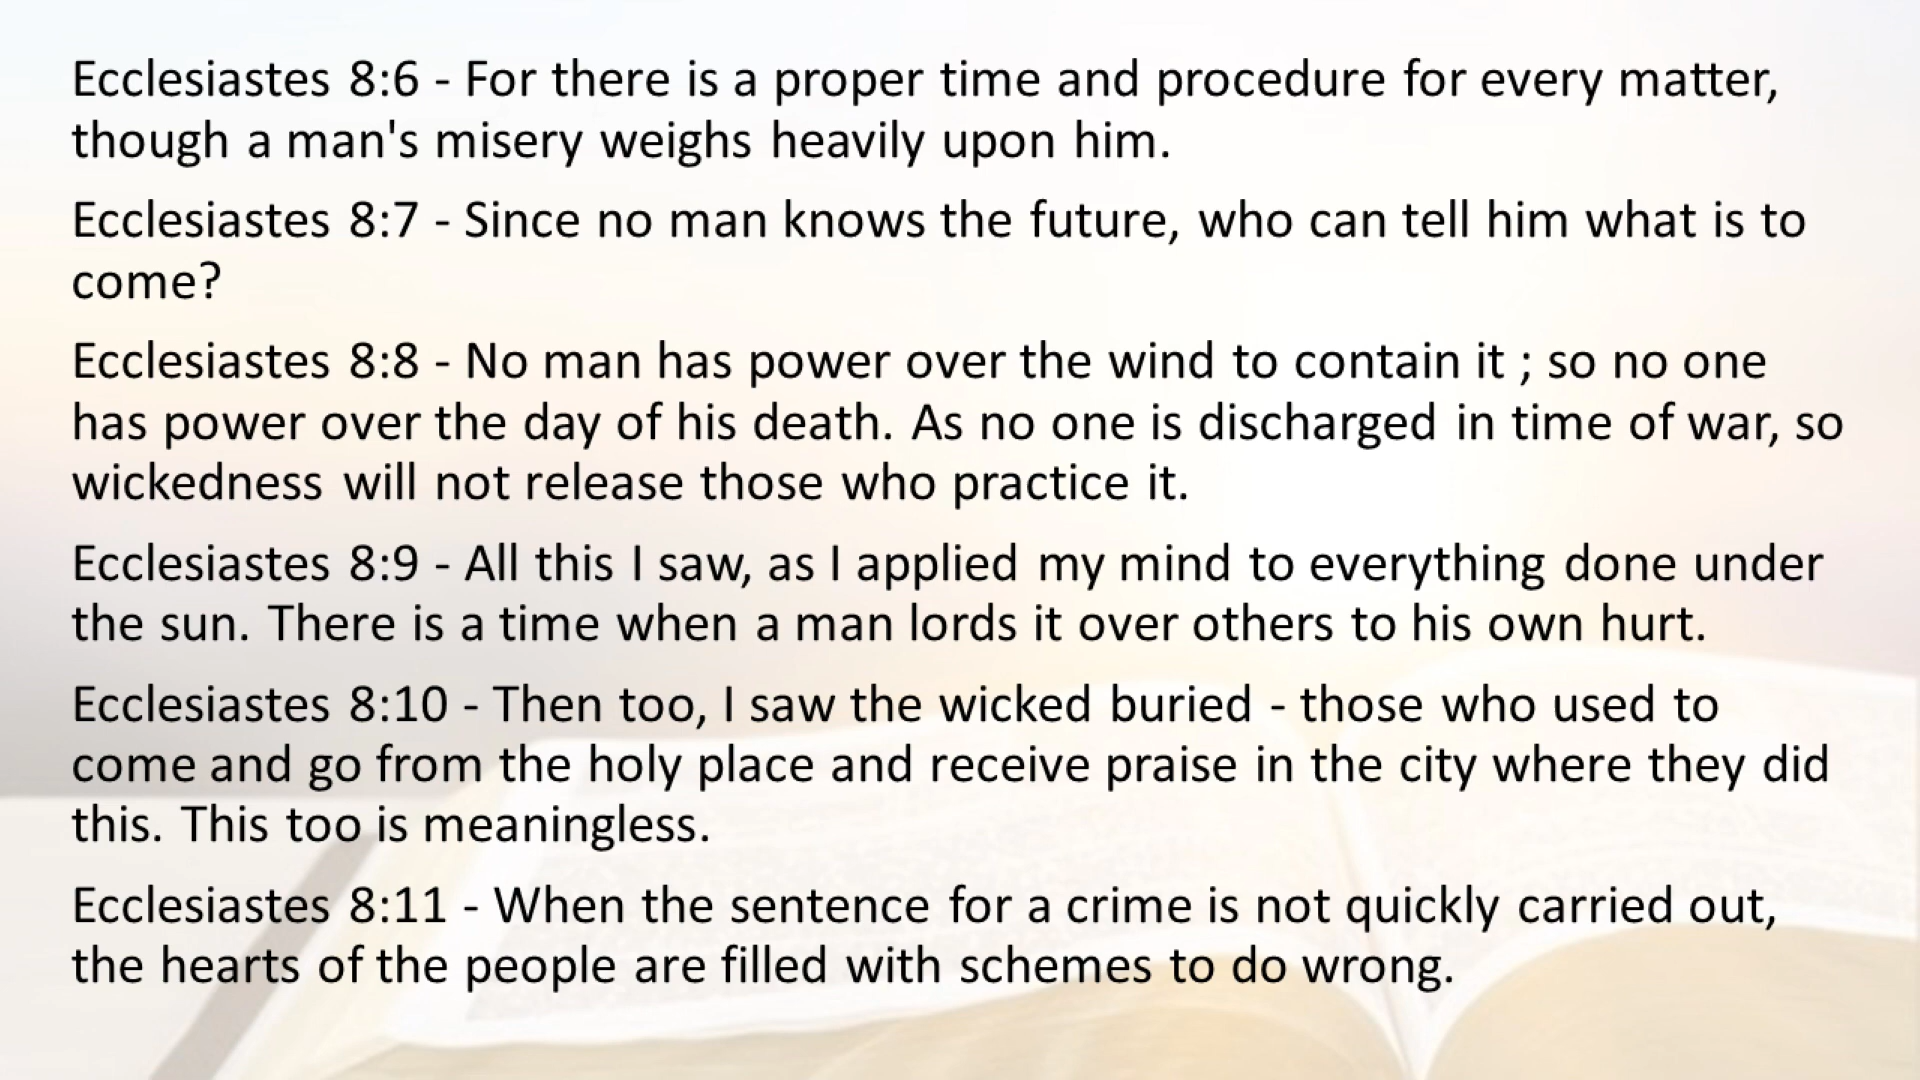 Ecclesiastes 8:6 - For there is a proper time and procedure for every matter,
though a man's misery weighs heavily upon him.
Ecclesiastes 8:7 - Since no man knows the future, who can tell him what is to
come?
Ecclesiastes 8:8 - No man has power over the wind to contain it ; so no one
has power over the day of his death. As no one is discharged in time of war, so
wickedness will not release those who practice it.
Ecclesiastes 8:9 - All this I saw, as I applied my mind to everything done under
the sun. There is a time when a man lords it over others to his own hurt.
Ecclesiastes 8:10 - Then too, I saw the wicked buried - those who used to
come and go from the holy place and receive praise in the city where they did
this. This too is meaningless.
Ecclesiastes 8:11 - When the sentence for a crime is not quickly carried out,
the hearts of the people are filled with schemes to do wrong.